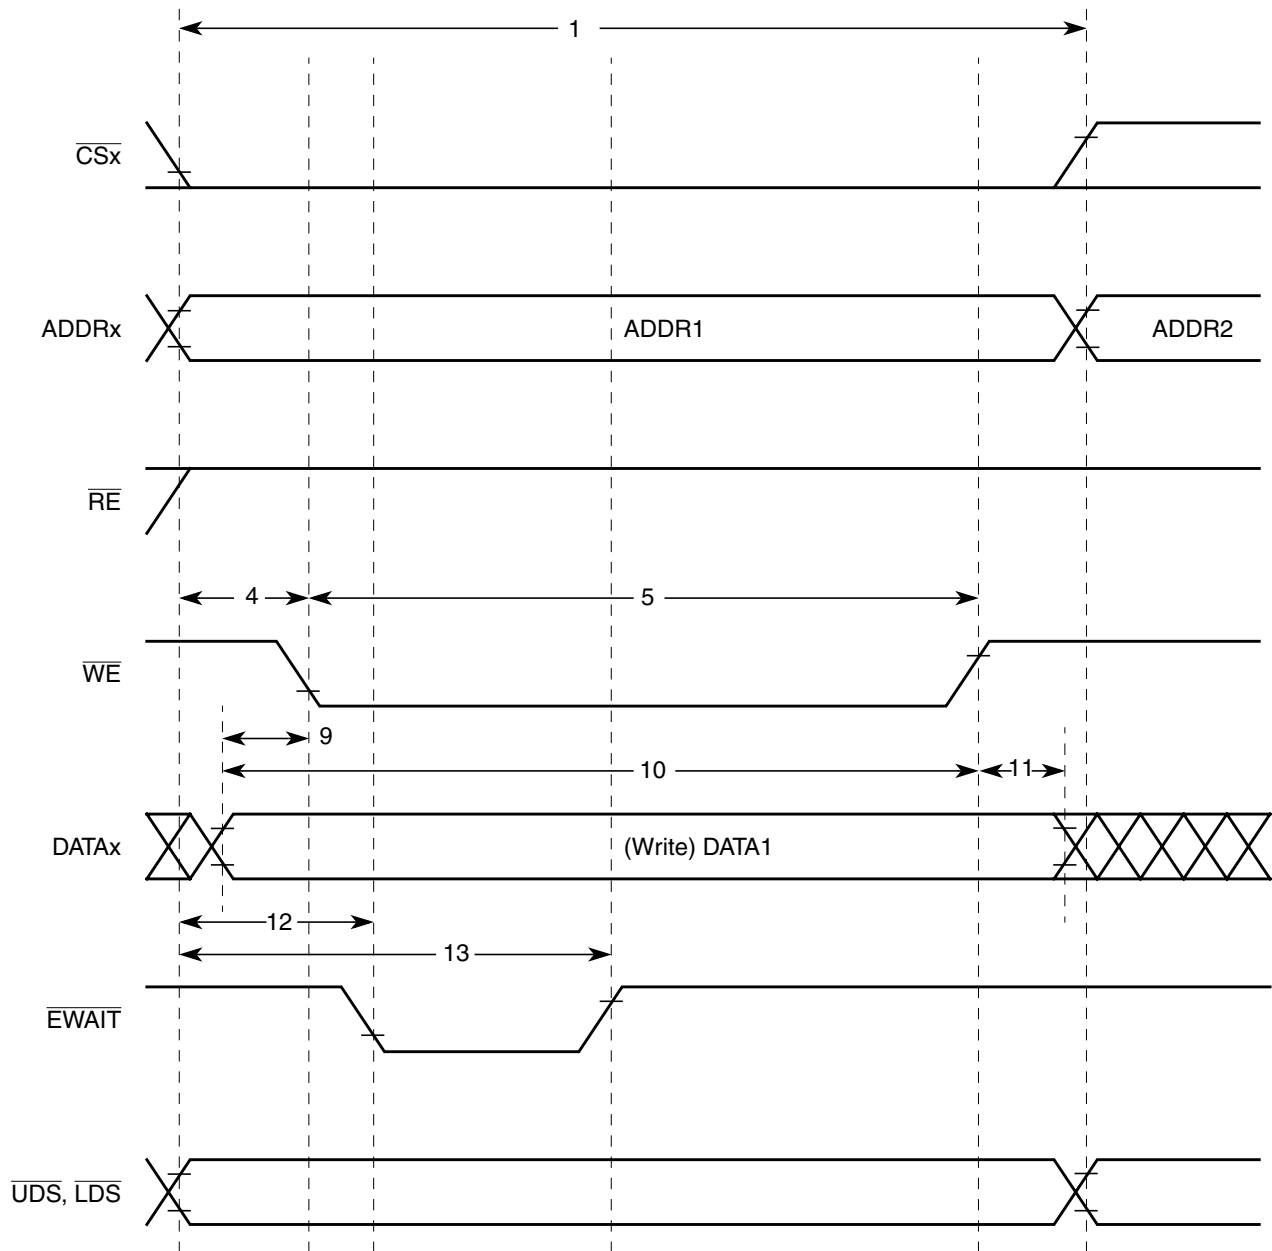 1
CSx
ADDRx
ADDR1
ADDR2
RE
4
5
WE
9
10
11
DATAx
(Write) DATA1
12
13
EWAIT
UDS, LDS